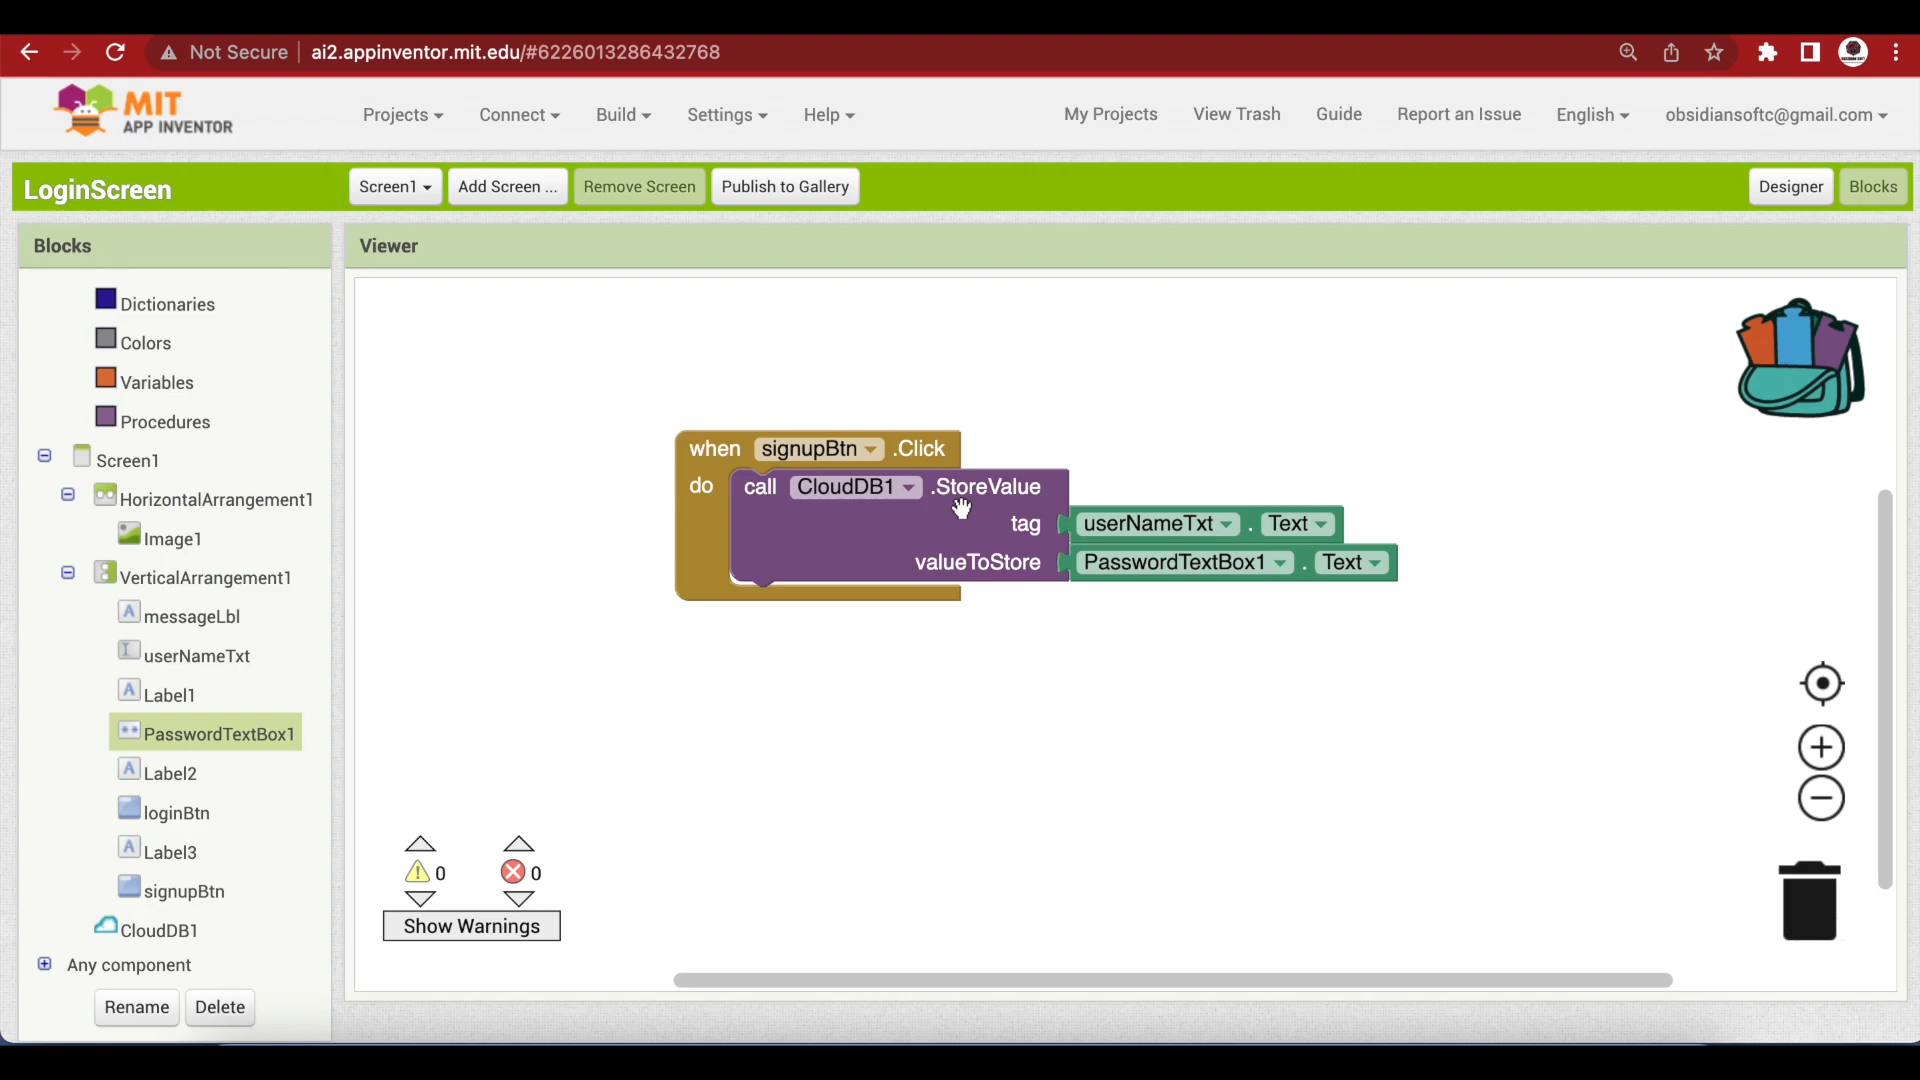 Not Secure | ai2.appinventor.mit.edu/#6226013286432768
MIT
APP INVENTOR
Projects Connect Build Settings Help My Projects View Trash Guide Report an Issue English obsidiansoftc@gmail.com
LoginScreen Screen1 Add Screen ... Remove Screen Publish to Gallery Designer Blocks
Blocks
Viewer
Dictionaries
Colors
Variables
Procedures
Screen1
HorizontalArrangement1
Image1
VerticalArrangement1
messageLbl
userNameTxt
Label1
PasswordTextBox1
Label2
loginBtn
Label3
signupBtn
CloudDB1
Any component
Rename Delete
when signupBtn .Click
do call CloudDB1 .StoreValue
tag userNameTxt . Text
valueToStore PasswordTextBox1 . Text
0 0
Show Warnings